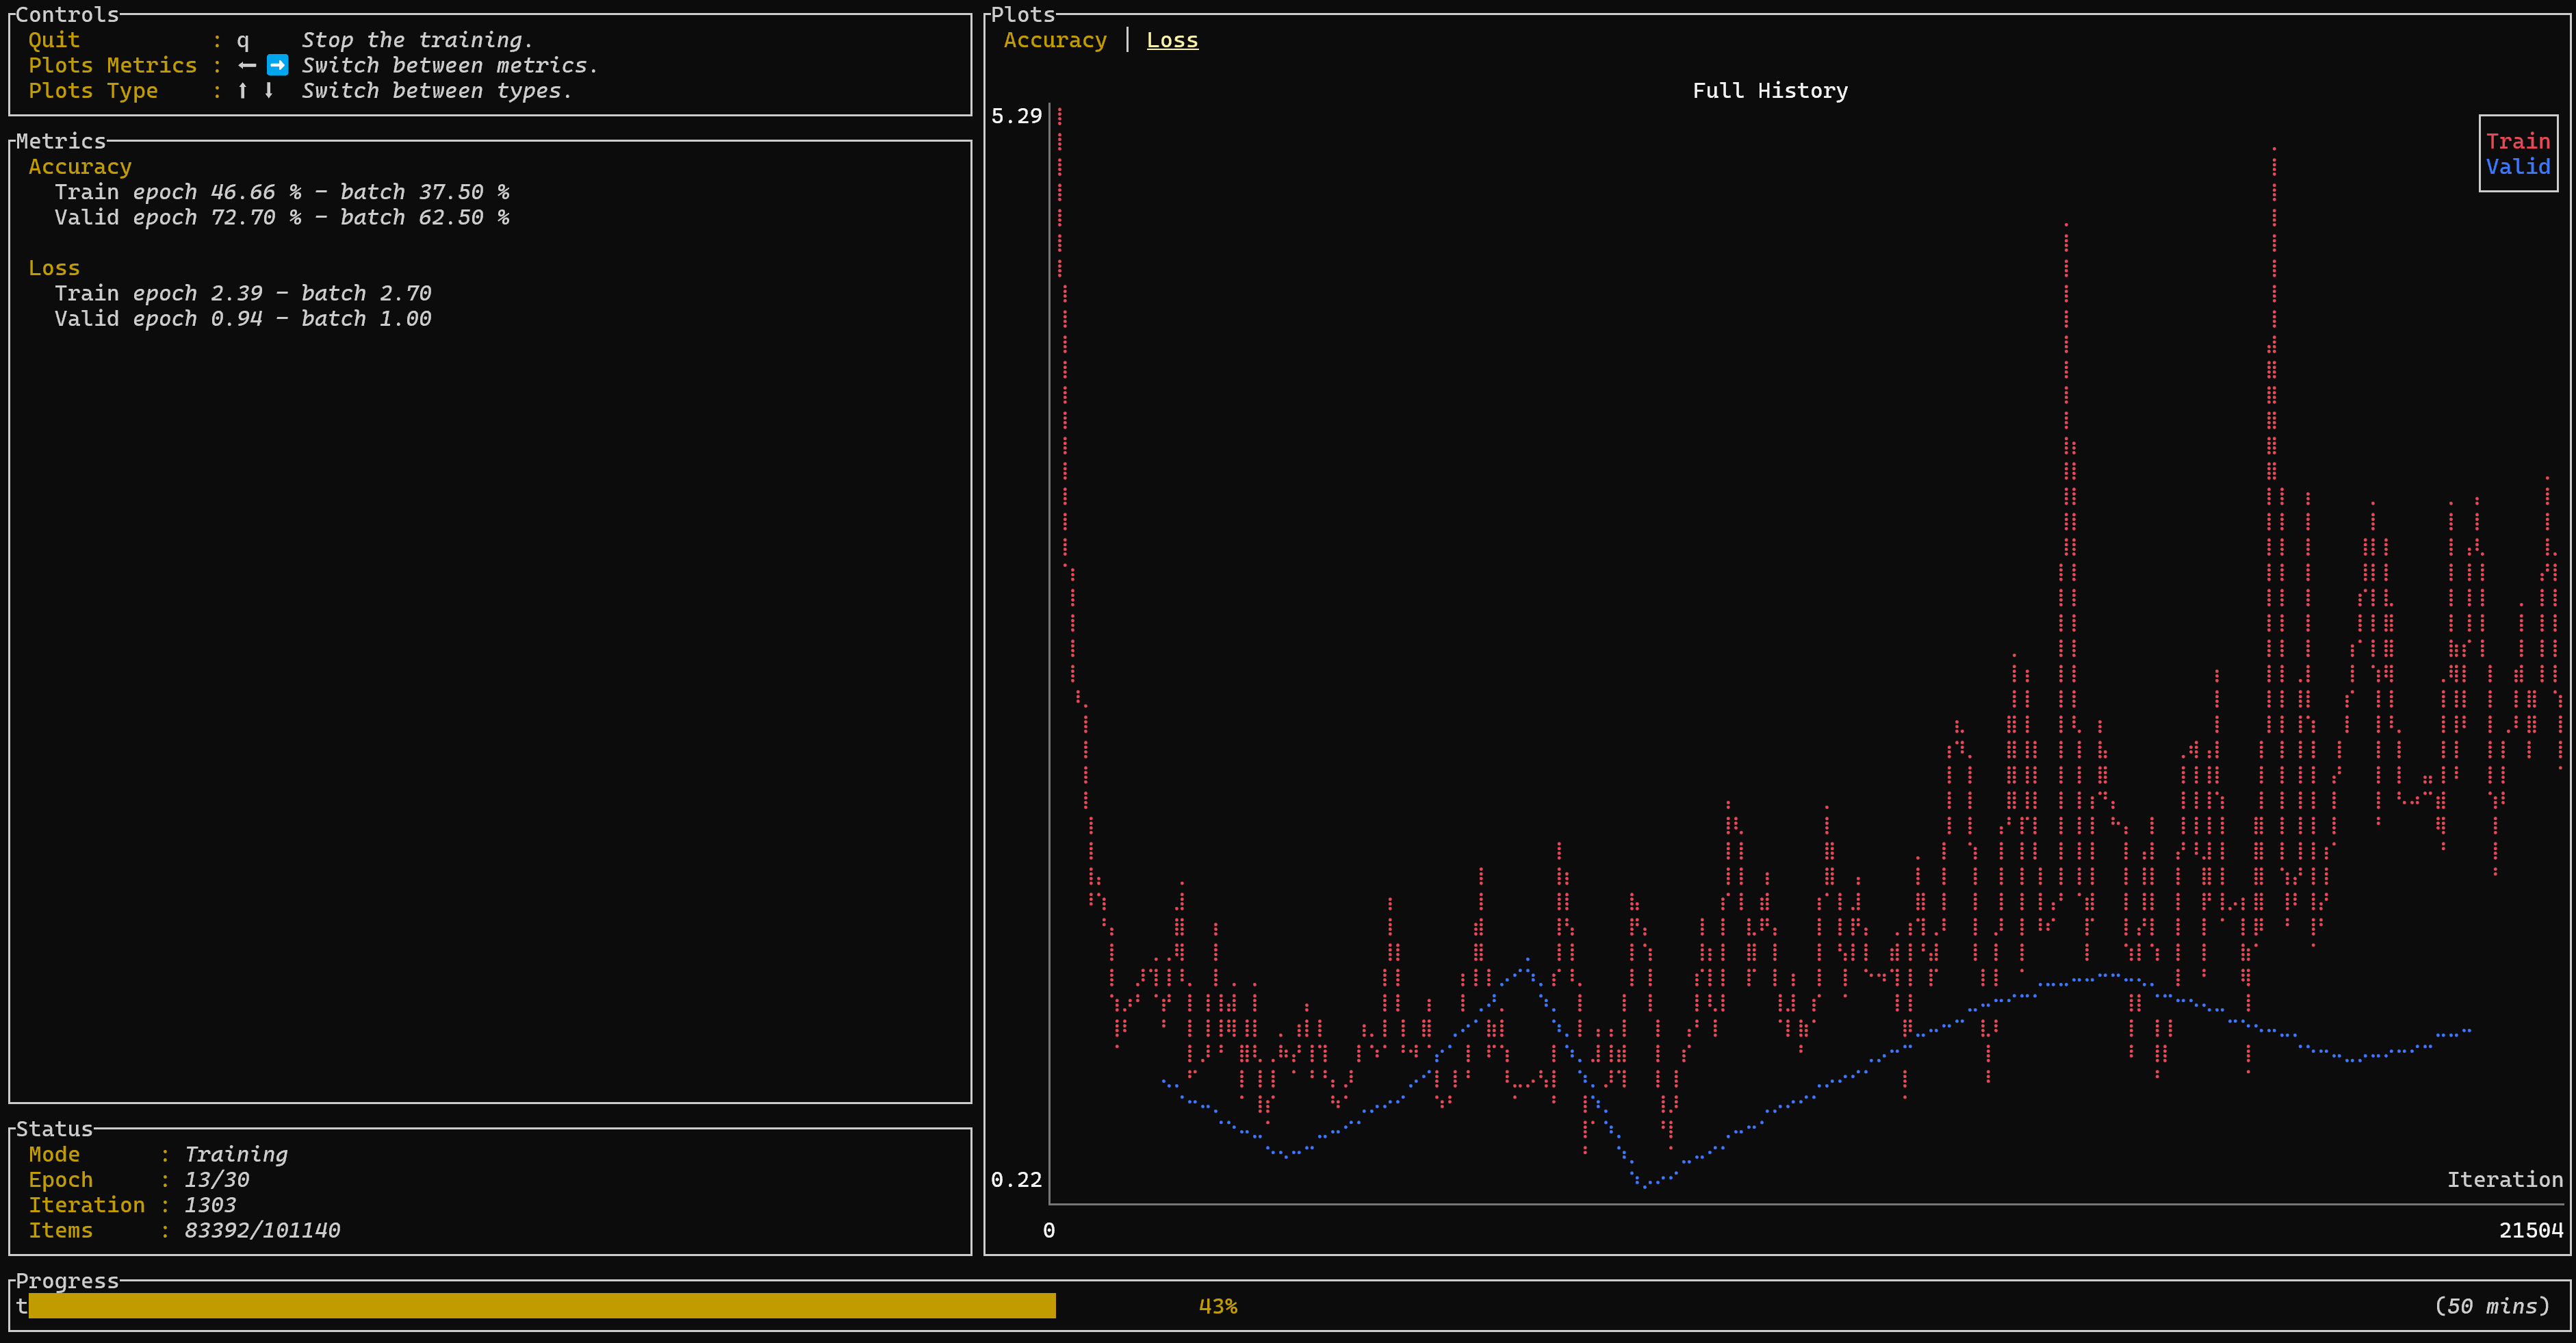 Controls
Quit : q Stop the training.
Plots Metrics : ← ➡ Switch between metrics.
Plots Type : ↑ ↓ Switch between types.
Metrics
Accuracy
Train epoch 46.66 % - batch 37.50 %
Valid epoch 72.70 % - batch 62.50 %
Loss
Train epoch 2.39 - batch 2.70
Valid epoch 0.94 - batch 1.00
Status
Mode : Training
Epoch : 13/30
Iteration : 1303
Items : 83392/101140
Plots
Accuracy | Loss
Full History
5.29
Train
Valid
0.22
Iteration
0 21504
Progress
t 43% (50 mins)